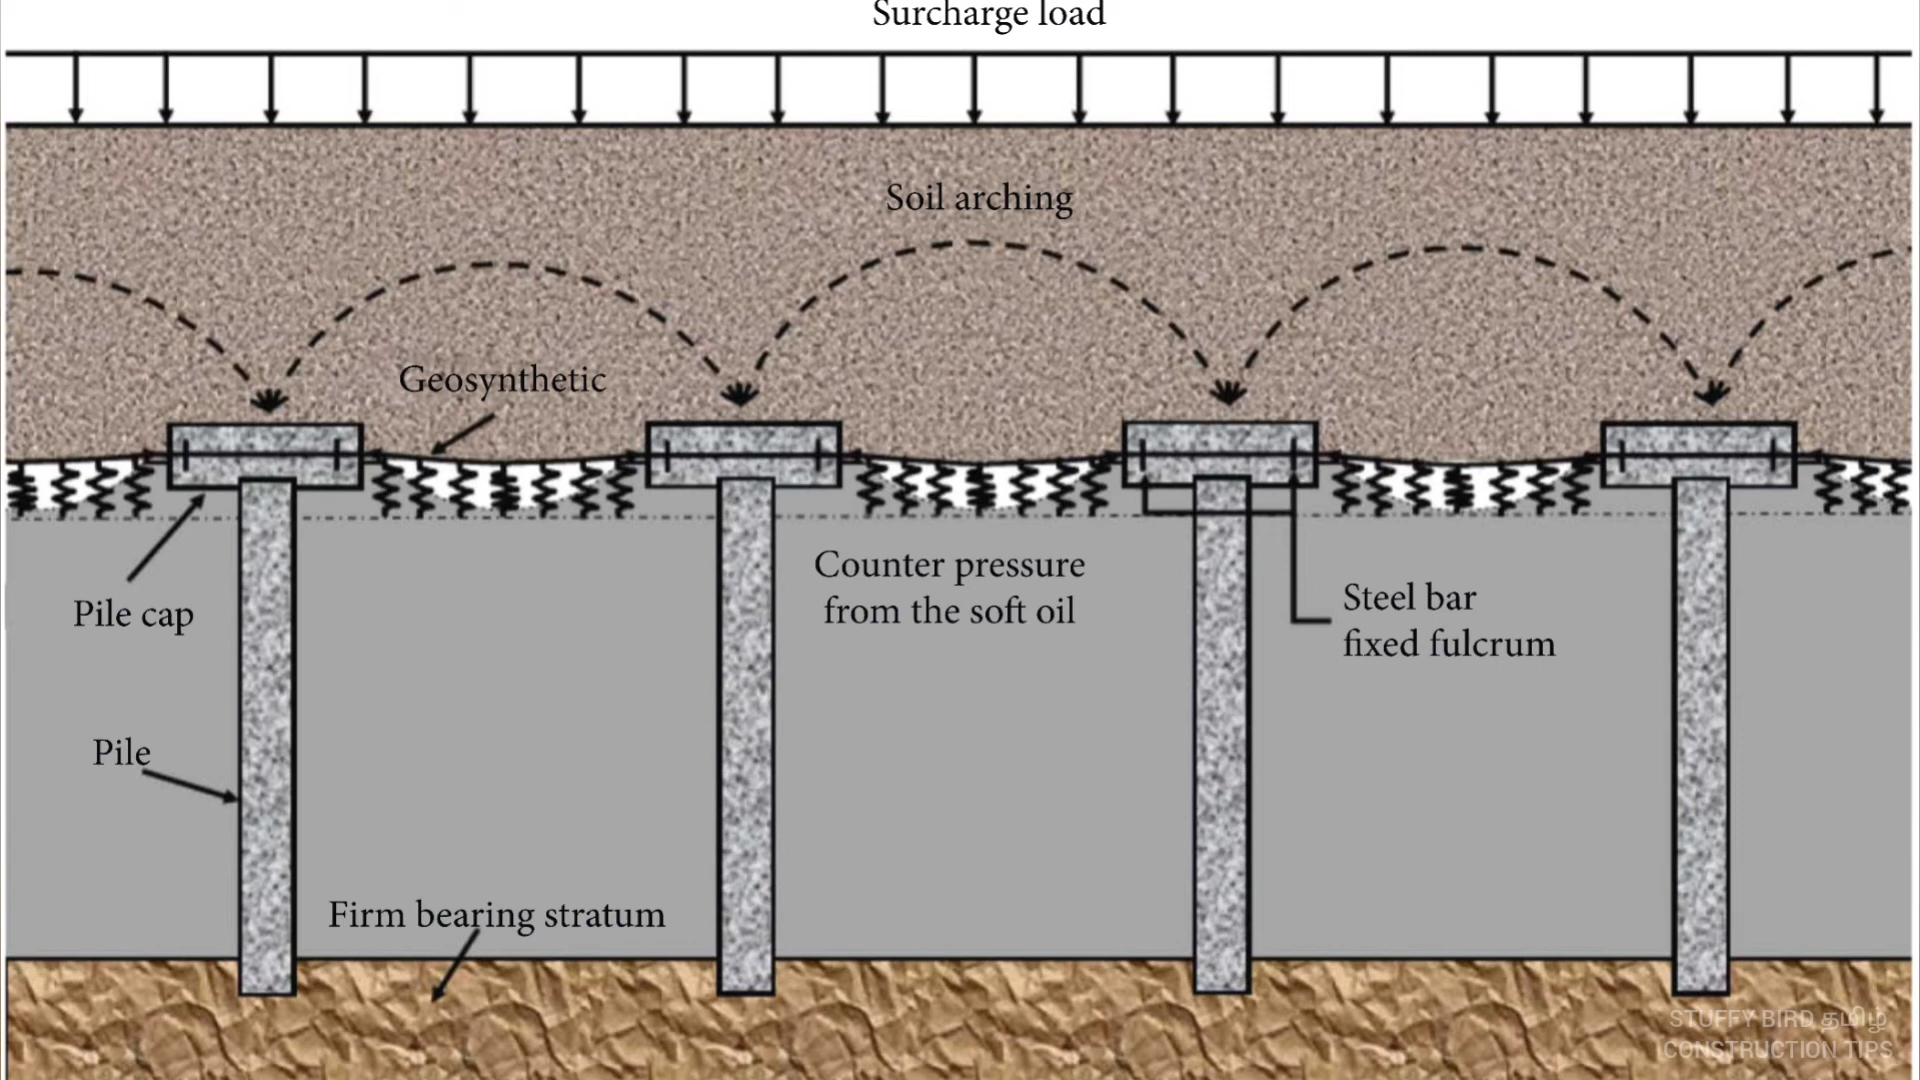 Surcharge load
Soil arching
Geosynthetic
Counter pressure
from the soft oil
Steel bar
fixed fulcrum
Pile cap
Pile
Firm bearing stratum
STUFFY BIRD தமிழ்
CONSTRUCTION TIPS